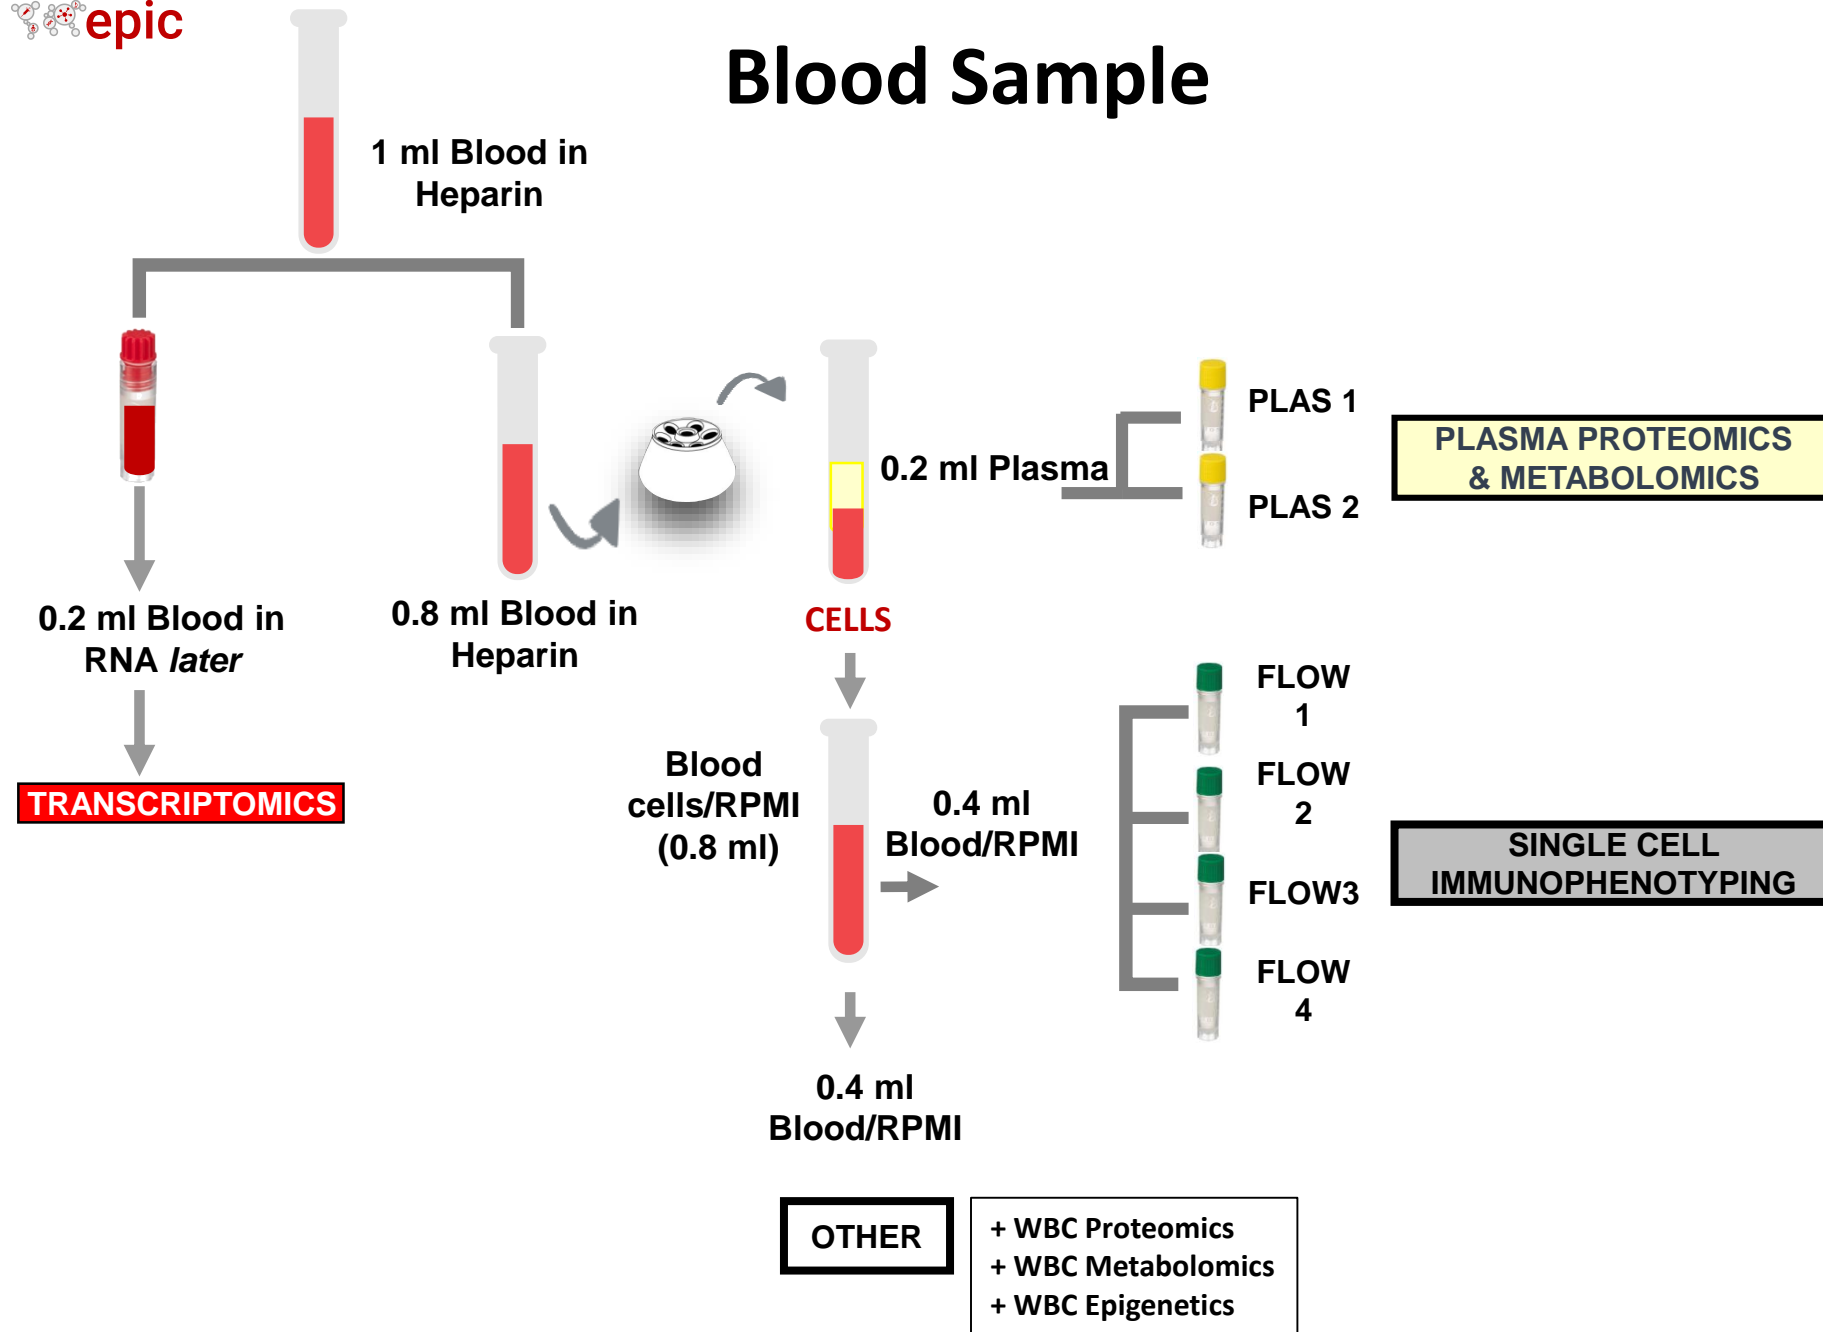 epic
Blood Sample
1 ml Blood in
Heparin
0.2 ml Blood in
RNA later
TRANSCRIPTOMICS
0.8 ml Blood in
Heparin
CELLS
0.2 ml Plasma
PLAS 1
PLAS 2
PLASMA PROTEOMICS
& METABOLOMICS
Blood
cells/RPMI
(0.8 ml)
0.4 ml
Blood/RPMI
FLOW
1
FLOW
2
FLOW3
FLOW
4
SINGLE CELL
IMMUNOPHENOTYPING
0.4 ml
Blood/RPMI
OTHER
+ WBC Proteomics
+ WBC Metabolomics
+ WBC Epigenetics